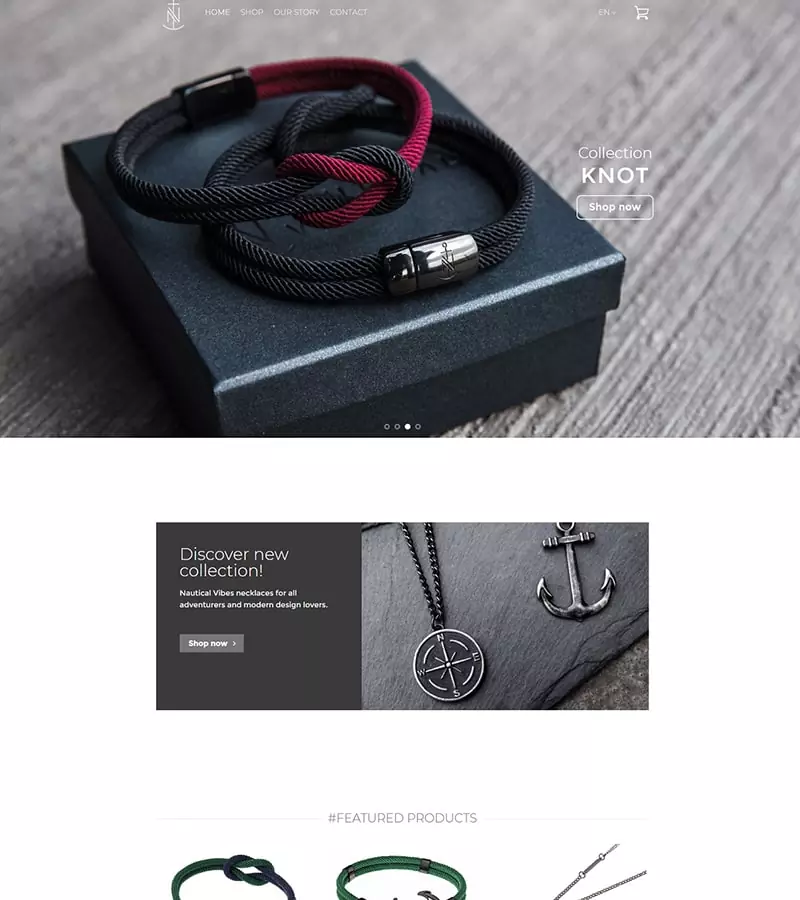 N
HOME SHOP OUR STORY CONTACT
EN
Collection
KNOT
Shop now
Discover new
collection!
Nautical Vibes necklaces for all
adventurers and modern design lovers.
Shop now
N
E
S
W
#FEATURED PRODUCTS